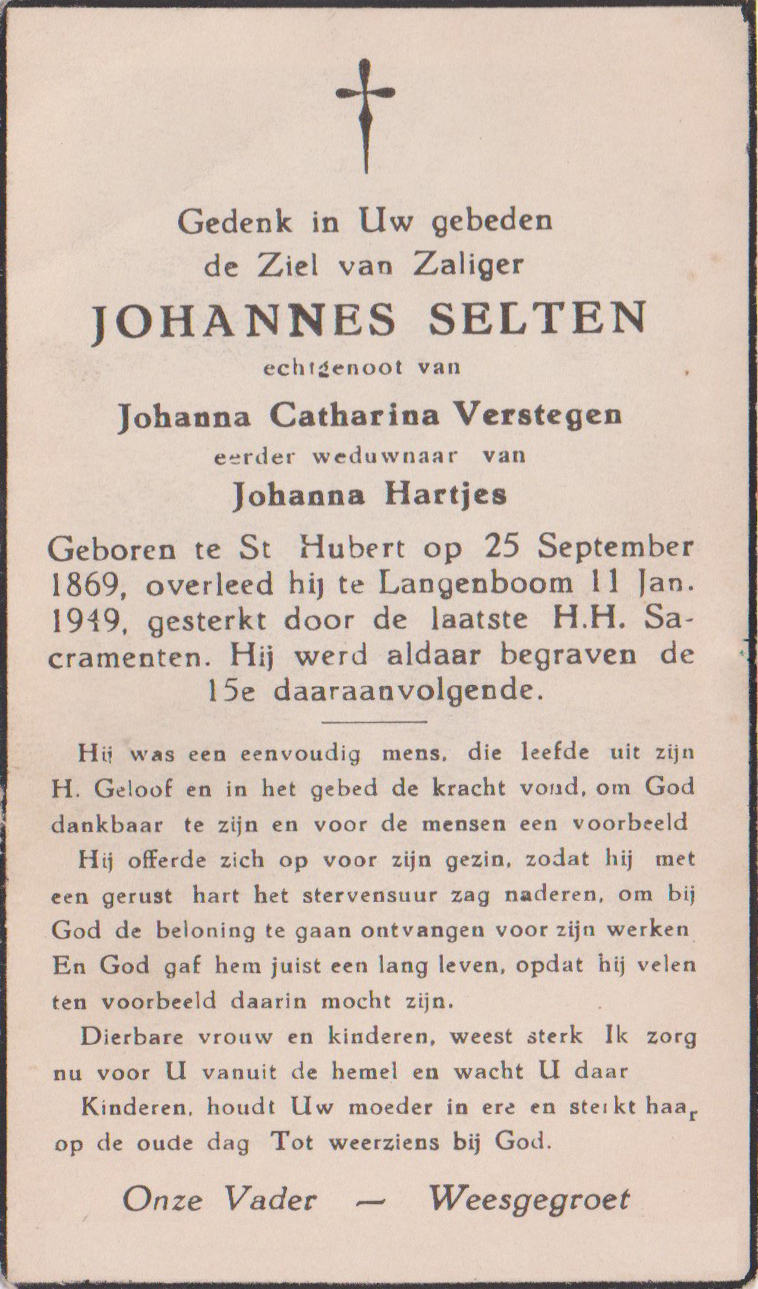 Gedenk in Uw gebeden
de Ziel van Zaliger
JOHANNES SELTEN
echtgenoot van
Johanna Catharina Verstegen
eerder weduwnaar van
Johanna Hartjes
Geboren te St Hubert op 25 September
1869, overleed hij te Langenboom 11 Jan.
1949, gesterkt door de laatste H.H. Sa-
cramenten. Hij werd aldaar begraven de
15e daaraanvolgende.
Hij was een eenvoudig mens, die leefde uit zijn
H. Geloof en in het gebed de kracht vond, om God
dankbaar te zijn en voor de mensen een voorbeeld
Hij offerde zich op voor zijn gezin, zodat hij met
een gerust hart het stervensuur zag naderen, om bij
God de beloning te gaan ontvangen voor zijn werken
En God gaf hem juist een lang leven, opdat hij velen
ten voorbeeld daarin mocht zijn.
Dierbare vrouw en kinderen, weest sterk Ik zorg
nu voor U vanuit de hemel en wacht U daar
Kinderen, houdt Uw moeder in ere en sterkt haar
op de oude dag Tot weerziens bij God.
Onze Vader — Weesgegroet